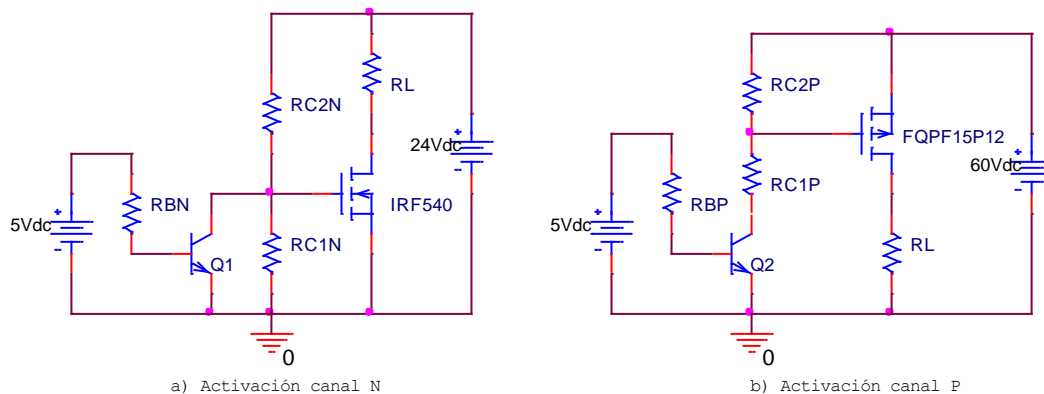 RC2N
RL
24Vdc
5Vdc
RBN
IRF540
Q1
RC1N
0
a) Activación canal N
RC2P
FQPF15P12
60Vdc
5Vdc
RBP
RC1P
Q2
RL
0
b) Activación canal P